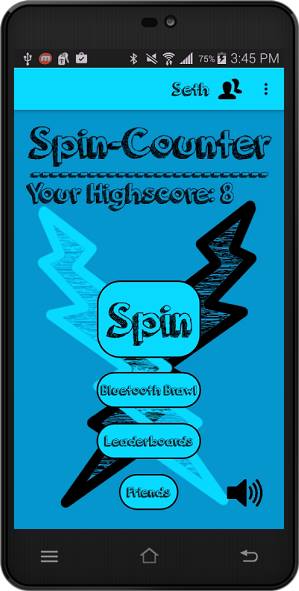 75% 3:45 PM
Seth
Spin-Counter
Your Highscore: 8
Spin
Bluetooth Brawl
Leaderboards
Friends